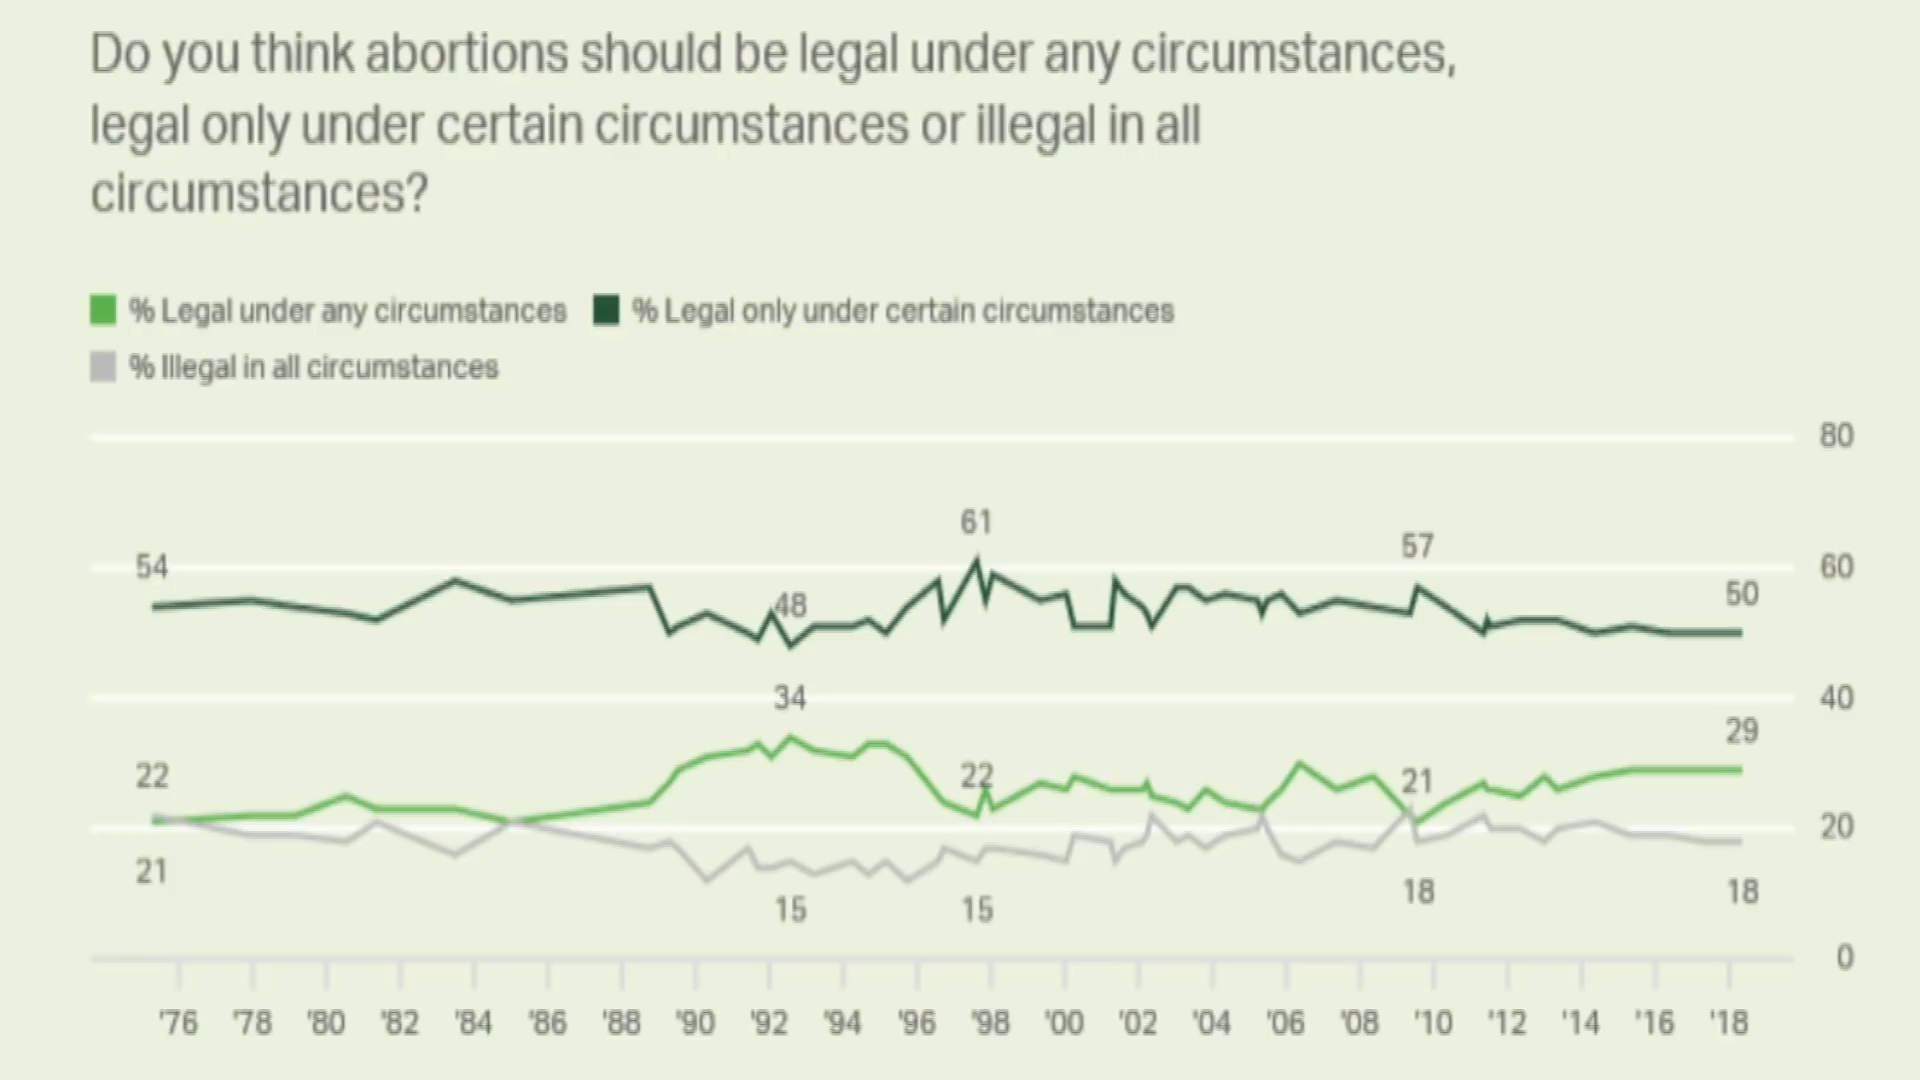 Do you think abortions should be legal under any circumstances,
legal only under certain circumstances or illegal in all
circumstances?
% Legal under any circumstances % Legal only under certain circumstances
% Illegal in all circumstances
80
61
57
54 60
50
48
34 40
29
22 22 21
20
21
18 18
15 15
0
'76 '78 '80 '82 '84 '86 '88 '90 '92 '94 '96 '98 '00 '02 '04 '06 '08 '10 '12 '14 '16 '18